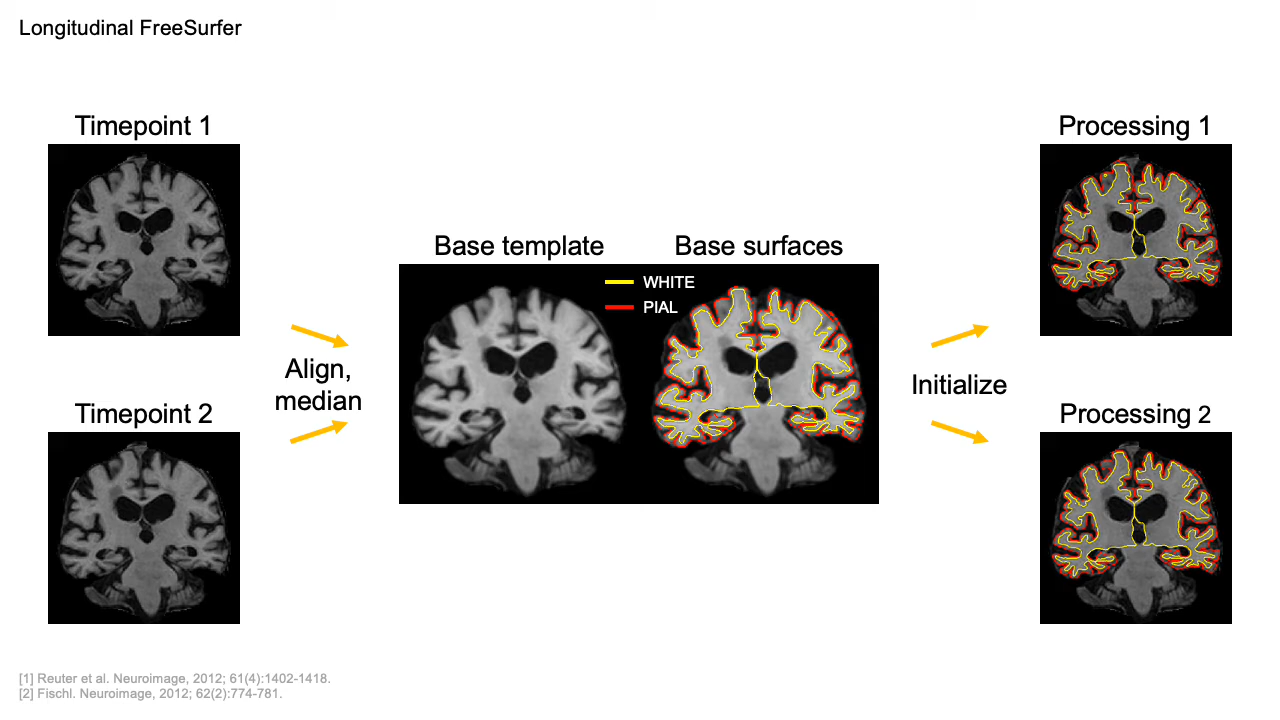 Longitudinal FreeSurfer
Timepoint 1
Timepoint 2
Align,
median
Base template
Base surfaces
WHITE
PIAL
Initialize
Processing 1
Processing 2
[1] Reuter et al. Neuroimage, 2012; 61(4):1402-1418.
[2] Fischl. Neuroimage, 2012; 62(2):774-781.